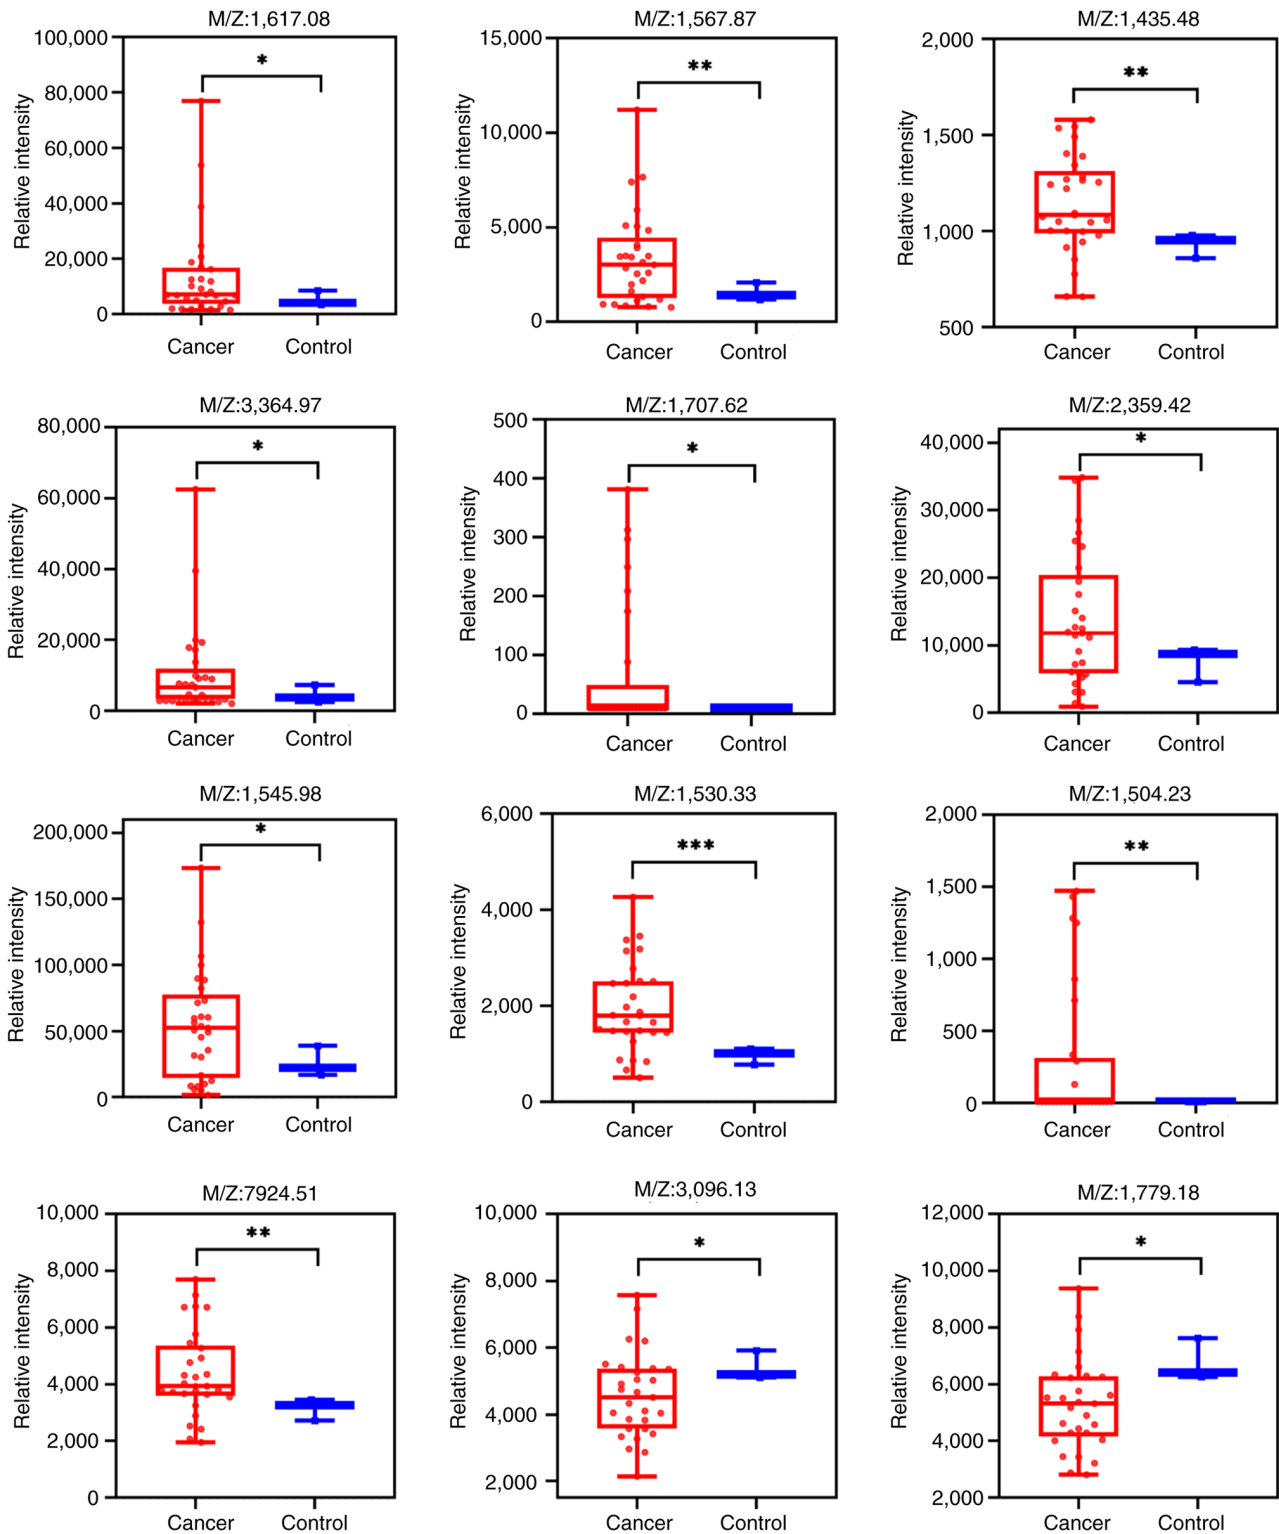 M/Z:1,617.08
100,000
80,000
60,000
40,000
20,000
0
Relative intensity
*
Cancer
Control
M/Z:1,567.87
15,000
10,000
5,000
0
Relative intensity
**
Cancer
Control
M/Z:1,435.48
2,000
1,500
1,000
500
Relative intensity
**
Cancer
Control
M/Z:3,364.97
80,000
60,000
40,000
20,000
0
Relative intensity
*
Cancer
Control
M/Z:1,707.62
500
400
300
200
100
0
Relative intensity
*
Cancer
Control
M/Z:2,359.42
40,000
30,000
20,000
10,000
0
Relative intensity
*
Cancer
Control
M/Z:1,545.98
200,000
150,000
100,000
50,000
0
Relative intensity
*
Cancer
Control
M/Z:1,530.33
6,000
4,000
2,000
0
Relative intensity
***
Cancer
Control
M/Z:1,504.23
2,000
1,500
1,000
500
0
Relative intensity
**
Cancer
Control
M/Z:7924.51
10,000
8,000
6,000
4,000
2,000
0
Relative intensity
**
Cancer
Control
M/Z:3,096.13
10,000
8,000
6,000
4,000
2,000
Relative intensity
*
Cancer
Control
M/Z:1,779.18
12,000
10,000
8,000
6,000
4,000
2,000
Relative intensity
*
Cancer
Control